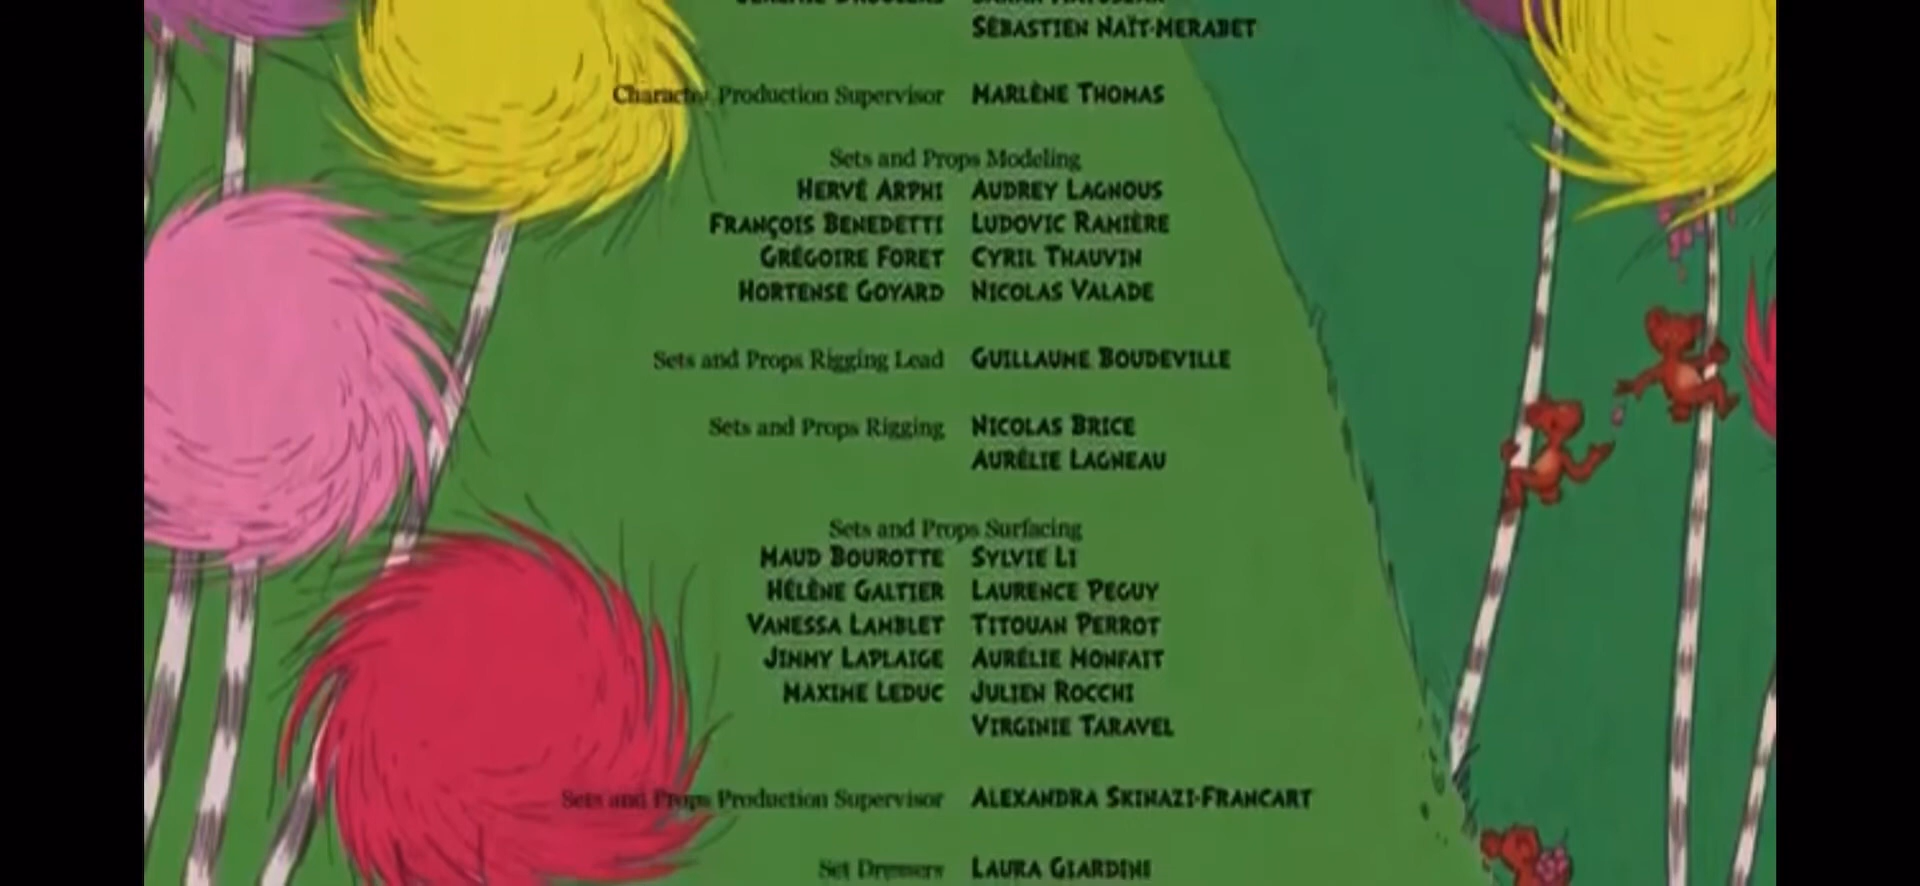 SÉBASTIEN NAÏT-MERABET
Character Production Supervisor MARLÈNE THOMAS
Sets and Props Modeling
HERVÉ ARPHI AUDREY LAGNOUS
FRANÇOIS BENEDETTI LUDOVIC RAMIÈRE
GRÉGOIRE FORET CYRIL THAUVIN
HORTENSE GOYARD NICOLAS VALADE
Sets and Props Rigging Lead GUILLAUME BOUDEVILLE
Sets and Props Rigging NICOLAS BRICE
AURÉLIE LAGNEAU
Sets and Props Surfacing
MAUD BOUROTTE SYLVIE LI
HÉLÈNE GALTIER LAURENCE PEGUY
VANESSA LAMBLET TITOUAN PERROT
JIMMY LAPLAIGE AURÉLIE MONFAIT
MAXIME LEDUC JULIEN ROCCHI
VIRGINIE TARAVEL
Sets and Props Production Supervisor ALEXANDRA SKINAZI-FRANCART
Set Dressers LAURA GIARDINI